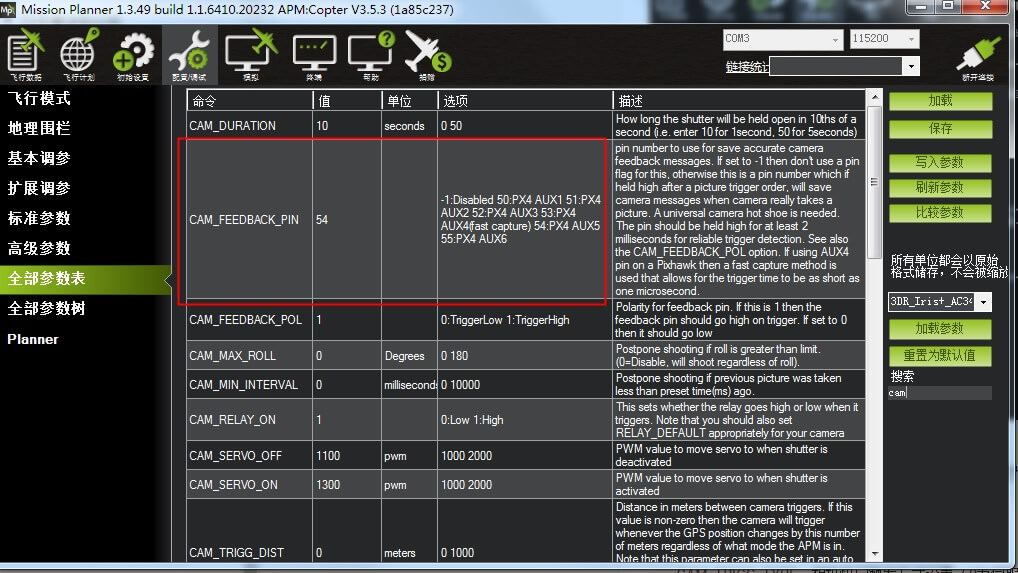 Mission Planner 1.3.49 build 1.1.6410.20232 APM:Copter V3.5.3 (1a85c237)
飞行数据 飞行计划 初始设置 配置/调试 模拟 终端 帮助 捐赠
COM3 115200
链接统计
断开连接
飞行模式
地理围栏
基本调参
扩展调参
标准参数
高级参数
全部参数表
全部参数树
Planner
命令 值 单位 选项 描述
CAM_DURATION 10 seconds 0 50
How long the shutter will be held open in 10ths of a
second (i.e. enter 10 for 1second, 50 for 5seconds)
CAM_FEEDBACK_PIN 54
-1:Disabled 50:PX4 AUX1 51:PX4
AUX2 52:PX4 AUX3 53:PX4
AUX4(fast capture) 54:PX4 AUX5
55:PX4 AUX6
pin number to use for save accurate camera
feedback messages. If set to -1 then don't use a pin
flag for this, otherwise this is a pin number which if
held high after a picture trigger order, will save
camera messages when camera really takes a
picture. A universal camera hot shoe is needed.
The pin should be held high for at least 2
milliseconds for reliable trigger detection. See also
the CAM_FEEDBACK_POL option. If using AUX4
pin on a Pixhawk then a fast capture method is
used that allows for the trigger time to be as short as
one microsecond.
CAM_FEEDBACK_POL 1 0:TriggerLow 1:TriggerHigh
Polarity for feedback pin. If this is 1 then the
feedback pin should go high on trigger. If set to 0
then it should go low
CAM_MAX_ROLL 0 Degrees 0 180
Postpone shooting if roll is greater than limit.
(0=Disable, will shoot regardless of roll).
CAM_MIN_INTERVAL 0 milliseconds 0 10000
Postpone shooting if previous picture was taken
less than preset time(ms) ago.
CAM_RELAY_ON 1 0:Low 1:High
This sets whether the relay goes high or low when it
triggers. Note that you should also set
RELAY_DEFAULT appropriately for your camera
CAM_SERVO_OFF 1100 pwm 1000 2000
PWM value to move servo to when shutter is
deactivated
CAM_SERVO_ON 1300 pwm 1000 2000
PWM value to move servo to when shutter is
activated
CAM_TRIGG_DIST 0 meters 0 1000
Distance in meters between camera triggers. If this
value is non-zero then the camera will trigger
whenever the GPS position changes by this number
of meters regardless of what mode the APM is in.
Note that this parameter can also be set in an auto
加载
保存
写入参数
刷新参数
比较参数
所有单位都会以原始
格式储存,不会被缩放
3DR_Iris+_AC34
加载参数
重置为默认值
搜索
cam